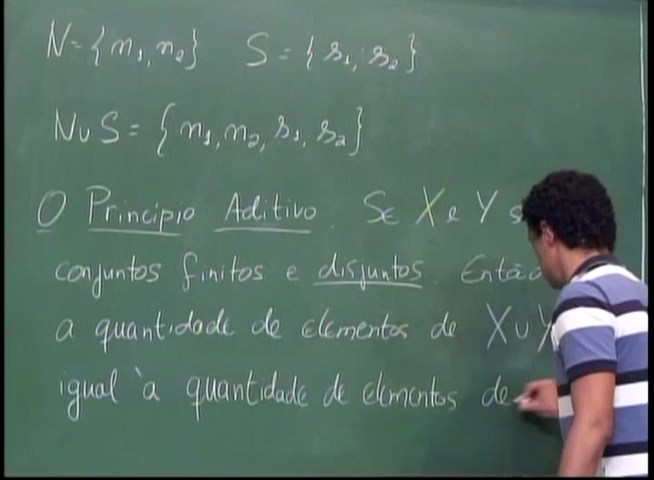 N = {n₁, n₂} S = {s₁, s₂}
N∪S = {n₁, n₂, s₁, s₂}
O Princípio Aditivo. Se X e Y
conjuntos finitos e disjuntos. Então
a quantidade de elementos de X∪Y
igual à quantidade de elementos de